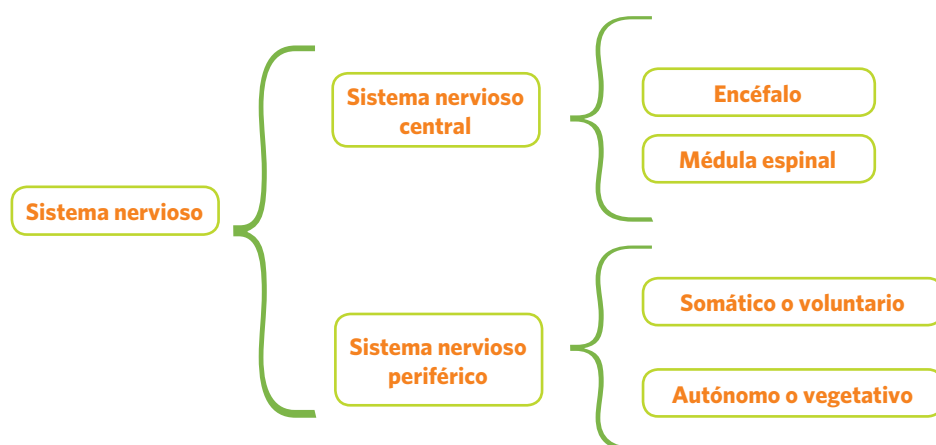 Sistema nervioso
Sistema nervioso
central
Encéfalo
Médula espinal
Sistema nervioso
periférico
Somático o voluntario
Autónomo o vegetativo